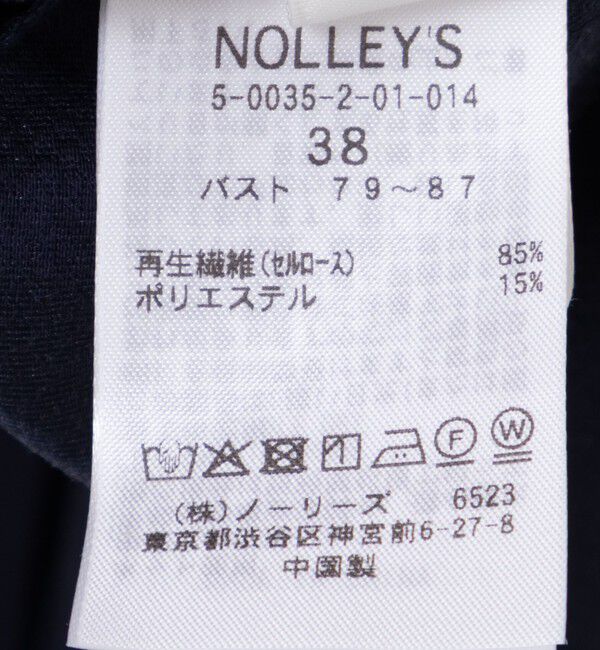 NOLLEY'S
5-0035-2-01-014
38
バスト 79～87
再生繊維(ｾﾙﾛｰｽ) 85%
ポリエステル 15%
F W
(株)ノーリーズ 6523
東京都渋谷区神宮前6-27-8
中国製